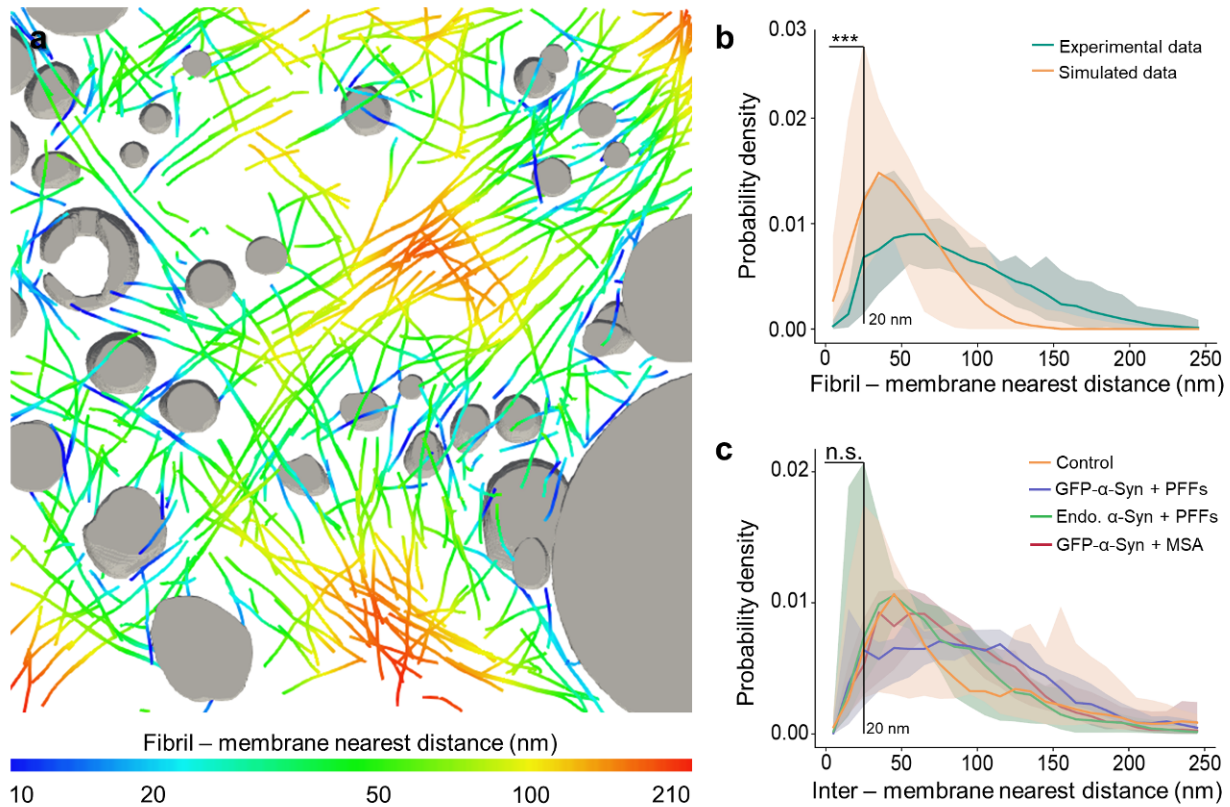 a
Fibril – membrane nearest distance (nm)
10 20 50 100 210
b
0.03
0.02
0.01
0.00
Probability density
***
Experimental data
Simulated data
20 nm
0 50 100 150 200 250
Fibril – membrane nearest distance (nm)
c
0.02
0.01
0.00
Probability density
n.s.
Control
GFP-α-Syn + PFFs
Endo. α-Syn + PFFs
GFP-α-Syn + MSA
20 nm
0 50 100 150 200 250
Inter – membrane nearest distance (nm)